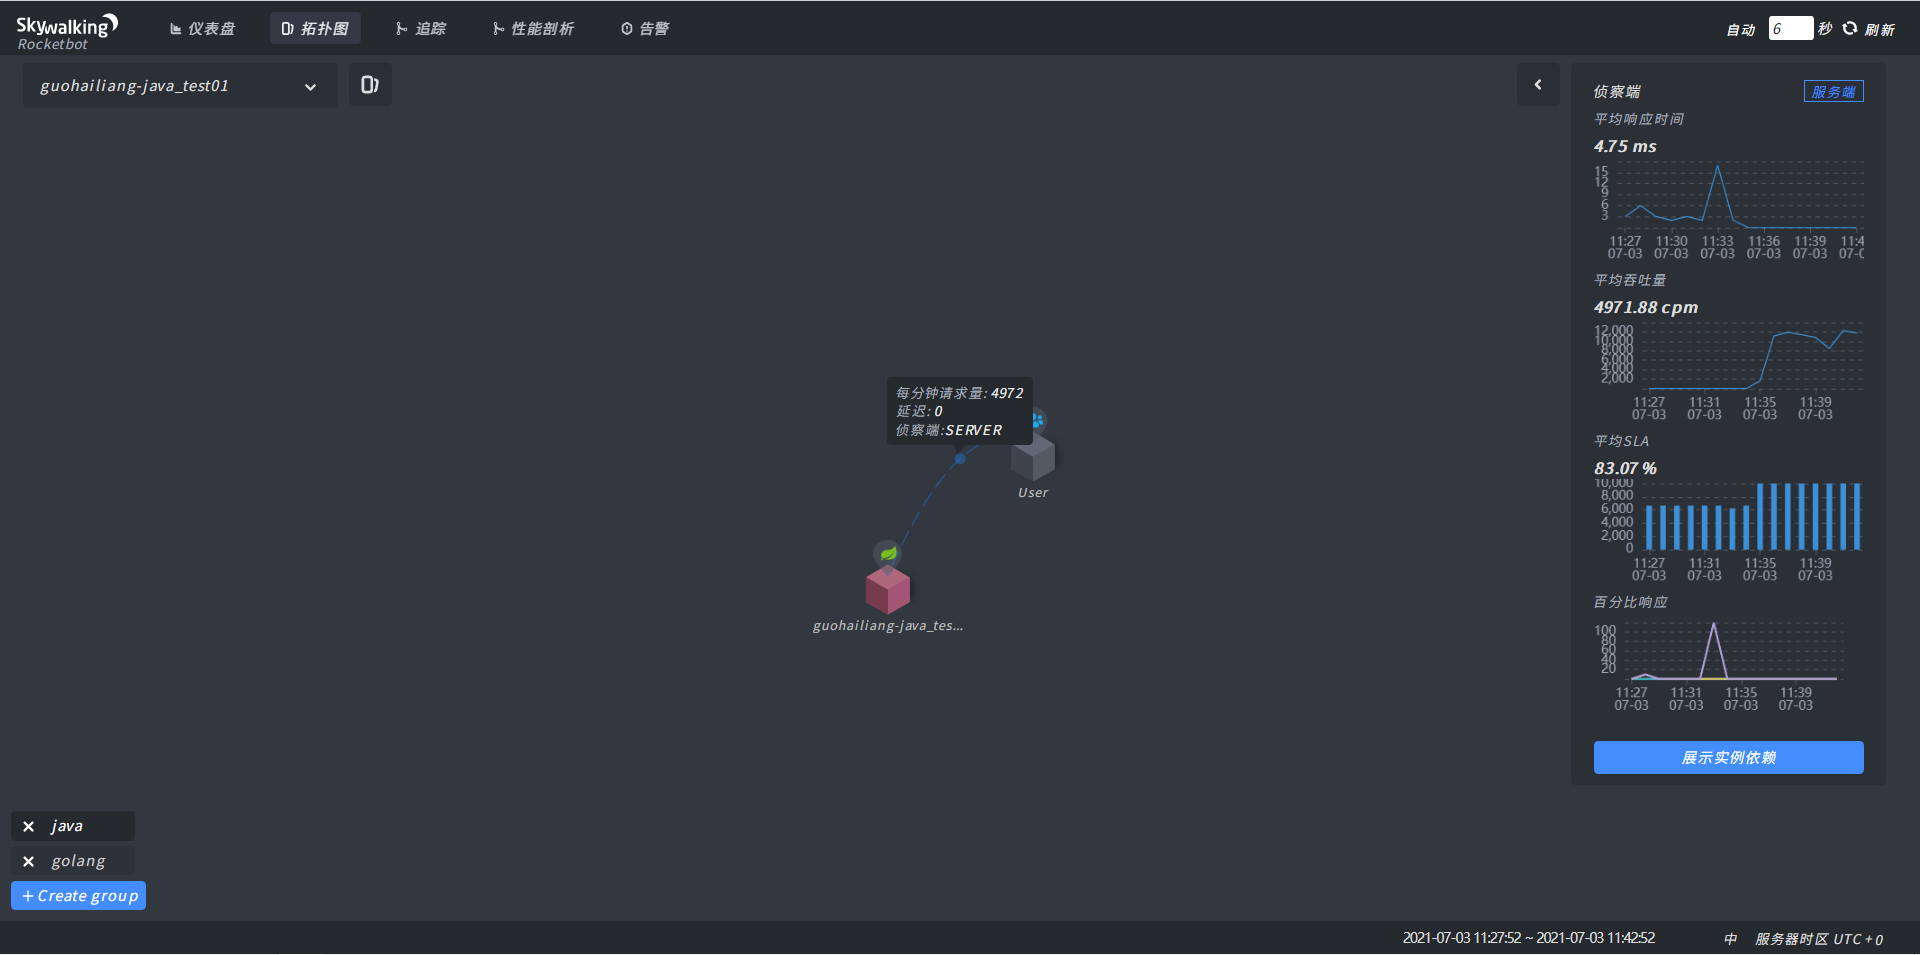 Skywalking
Rocketbot
仪表盘
拓扑图
追踪
性能剖析
告警
自动 6 秒 刷新
guohailiang-java_test01
侦察端 服务端
平均响应时间
4.75 ms
15
12
9
6
3
11:27 11:30 11:33 11:36 11:39 11:4
07-03 07-03 07-03 07-03 07-03 07-0
平均吞吐量
4971.88 cpm
12,000
10,000
8,000
6,000
4,000
2,000
11:27 11:31 11:35 11:39
07-03 07-03 07-03 07-03
平均SLA
83.07 %
10,000
8,000
6,000
4,000
2,000
0
11:27 11:31 11:35 11:39
07-03 07-03 07-03 07-03
百分比响应
100
80
60
40
20
11:27 11:31 11:35 11:39
07-03 07-03 07-03 07-03
展示实例依赖
每分钟请求量: 4972
延迟: 0
侦察端:SERVER
User
guohailiang-java_tes...
java
golang
+ Create group
2021-07-03 11:27:52 ~ 2021-07-03 11:42:52
中 服务器时区 UTC + 0